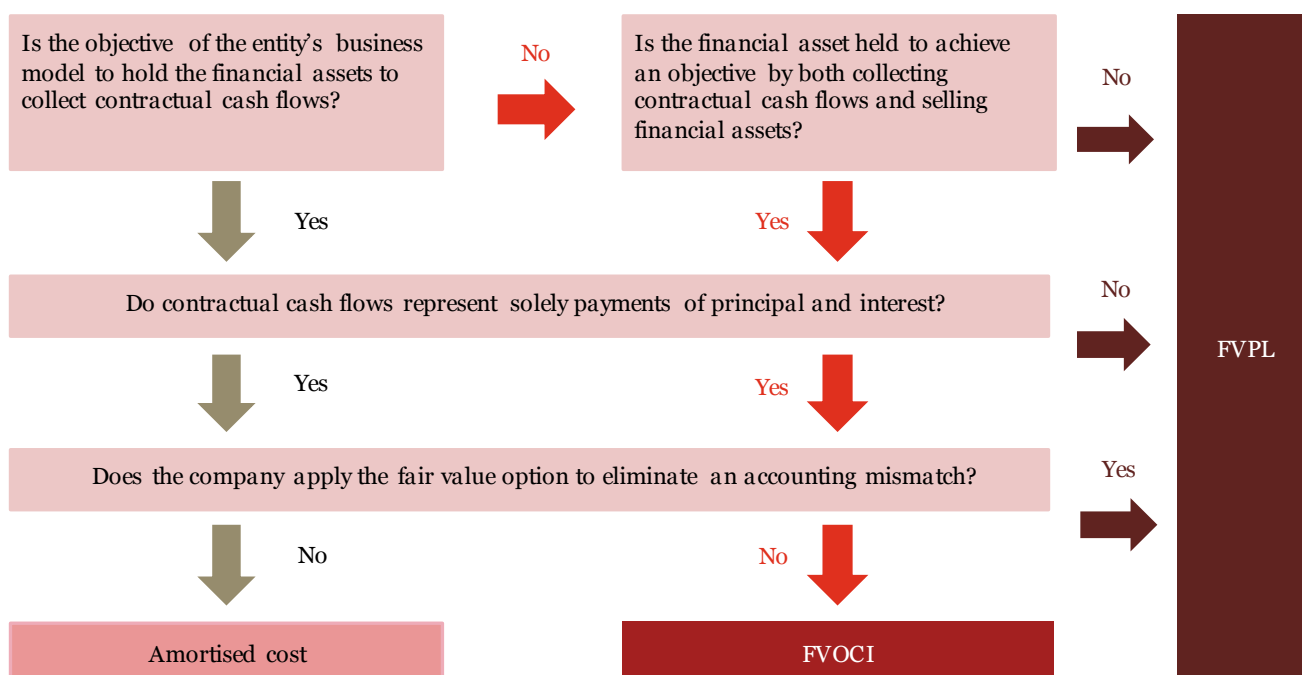 Is the objective of the entity's business
model to hold the financial assets to
collect contractual cash flows?
No
Is the financial asset held to achieve
an objective by both collecting
contractual cash flows and selling
financial assets?
No
Yes
Yes
Do contractual cash flows represent solely payments of principal and interest?
No
FVPL
Yes
Yes
Does the company apply the fair value option to eliminate an accounting mismatch?
Yes
No
No
Amortised cost
FVOCI